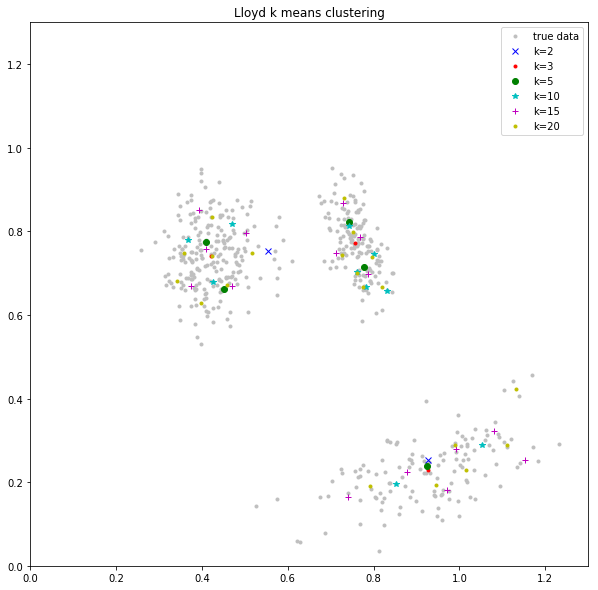 Lloyd k means clustering
true data
k=2
k=3
k=5
k=10
k=15
k=20
1.2
1.0
0.8
0.6
0.4
0.2
0.0
0.0 0.2 0.4 0.6 0.8 1.0 1.2